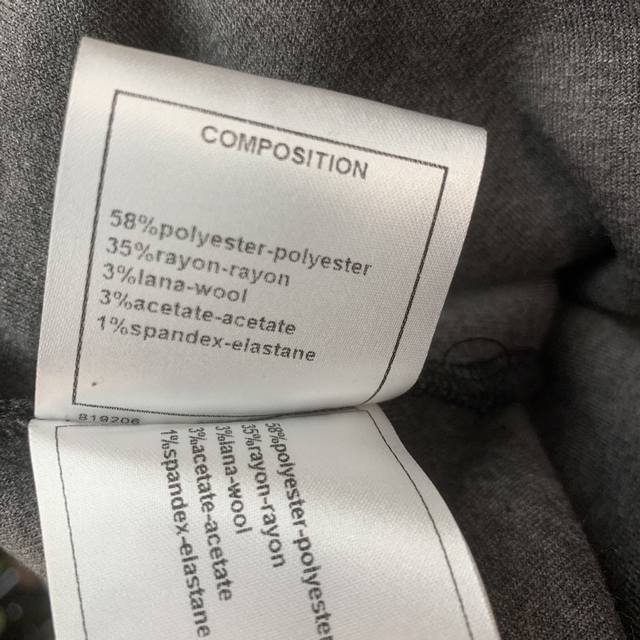 COMPOSITION
58%polyester-polyester
35%rayon-rayon
3%lana-wool
3%acetate-acetate
1%spandex-elastane
819206
58%polyester-polyester
35%rayon-rayon
3%lana-wool
3%acetate-acetate
1%spandex-elastane